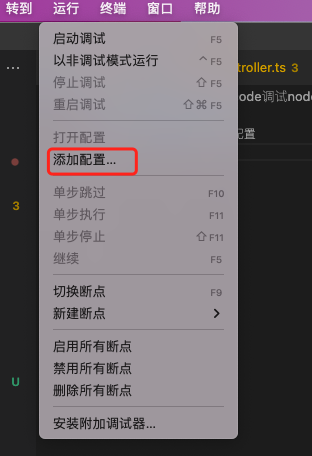 转到 运行 终端 窗口 帮助
启动调试 F5
以非调试模式运行 ^ F5
停止调试 ⇧ F5
重启调试 ⇧ ⌘ F5
打开配置
添加配置...
单步跳过 F10
单步执行 F11
单步停止 ⇧ F11
继续 F5
切换断点 F9
新建断点
启用所有断点
禁用所有断点
删除所有断点
安装附加调试器...
...
troller.ts 3
ode调试node
配置
3
U